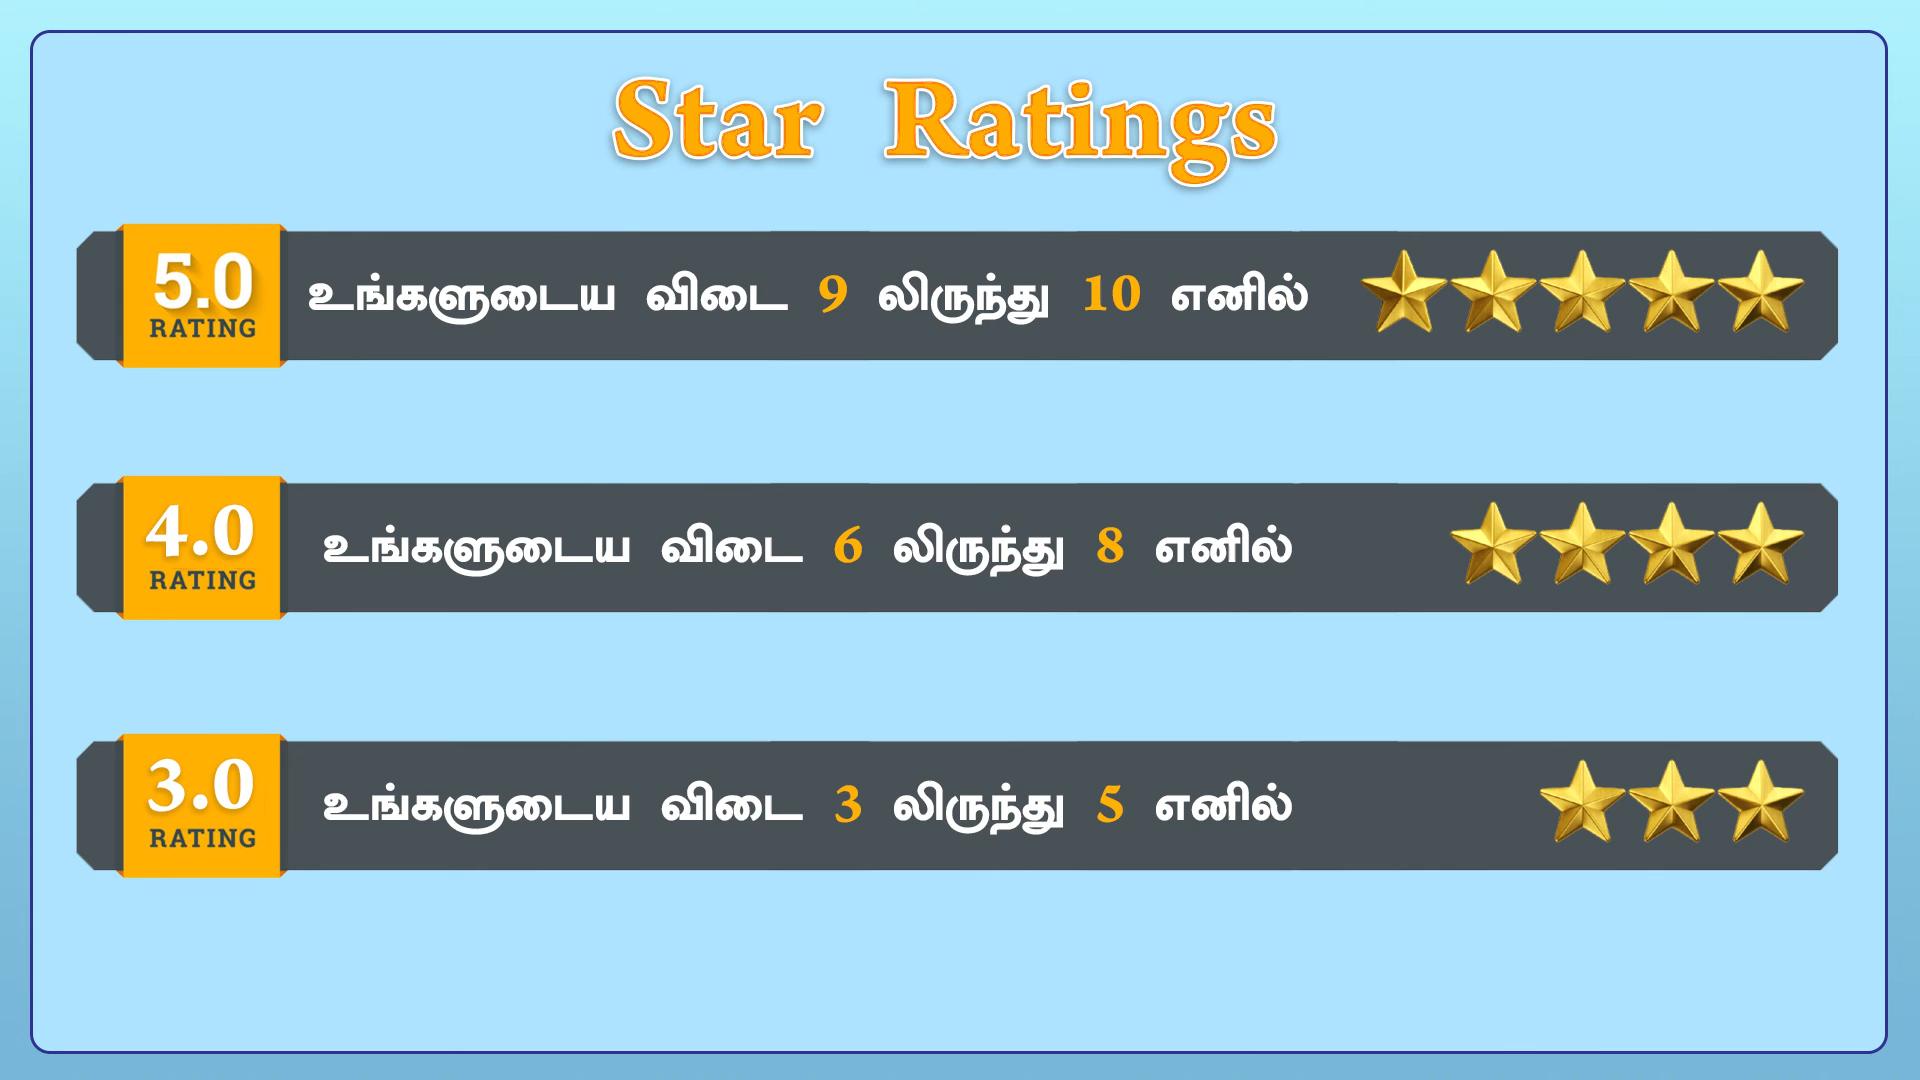 Star Ratings
5.0
RATING
உங்களுடைய விடை 9 லிருந்து 10 எனில்
4.0
RATING
உங்களுடைய விடை 6 லிருந்து 8 எனில்
3.0
RATING
உங்களுடைய விடை 3 லிருந்து 5 எனில்